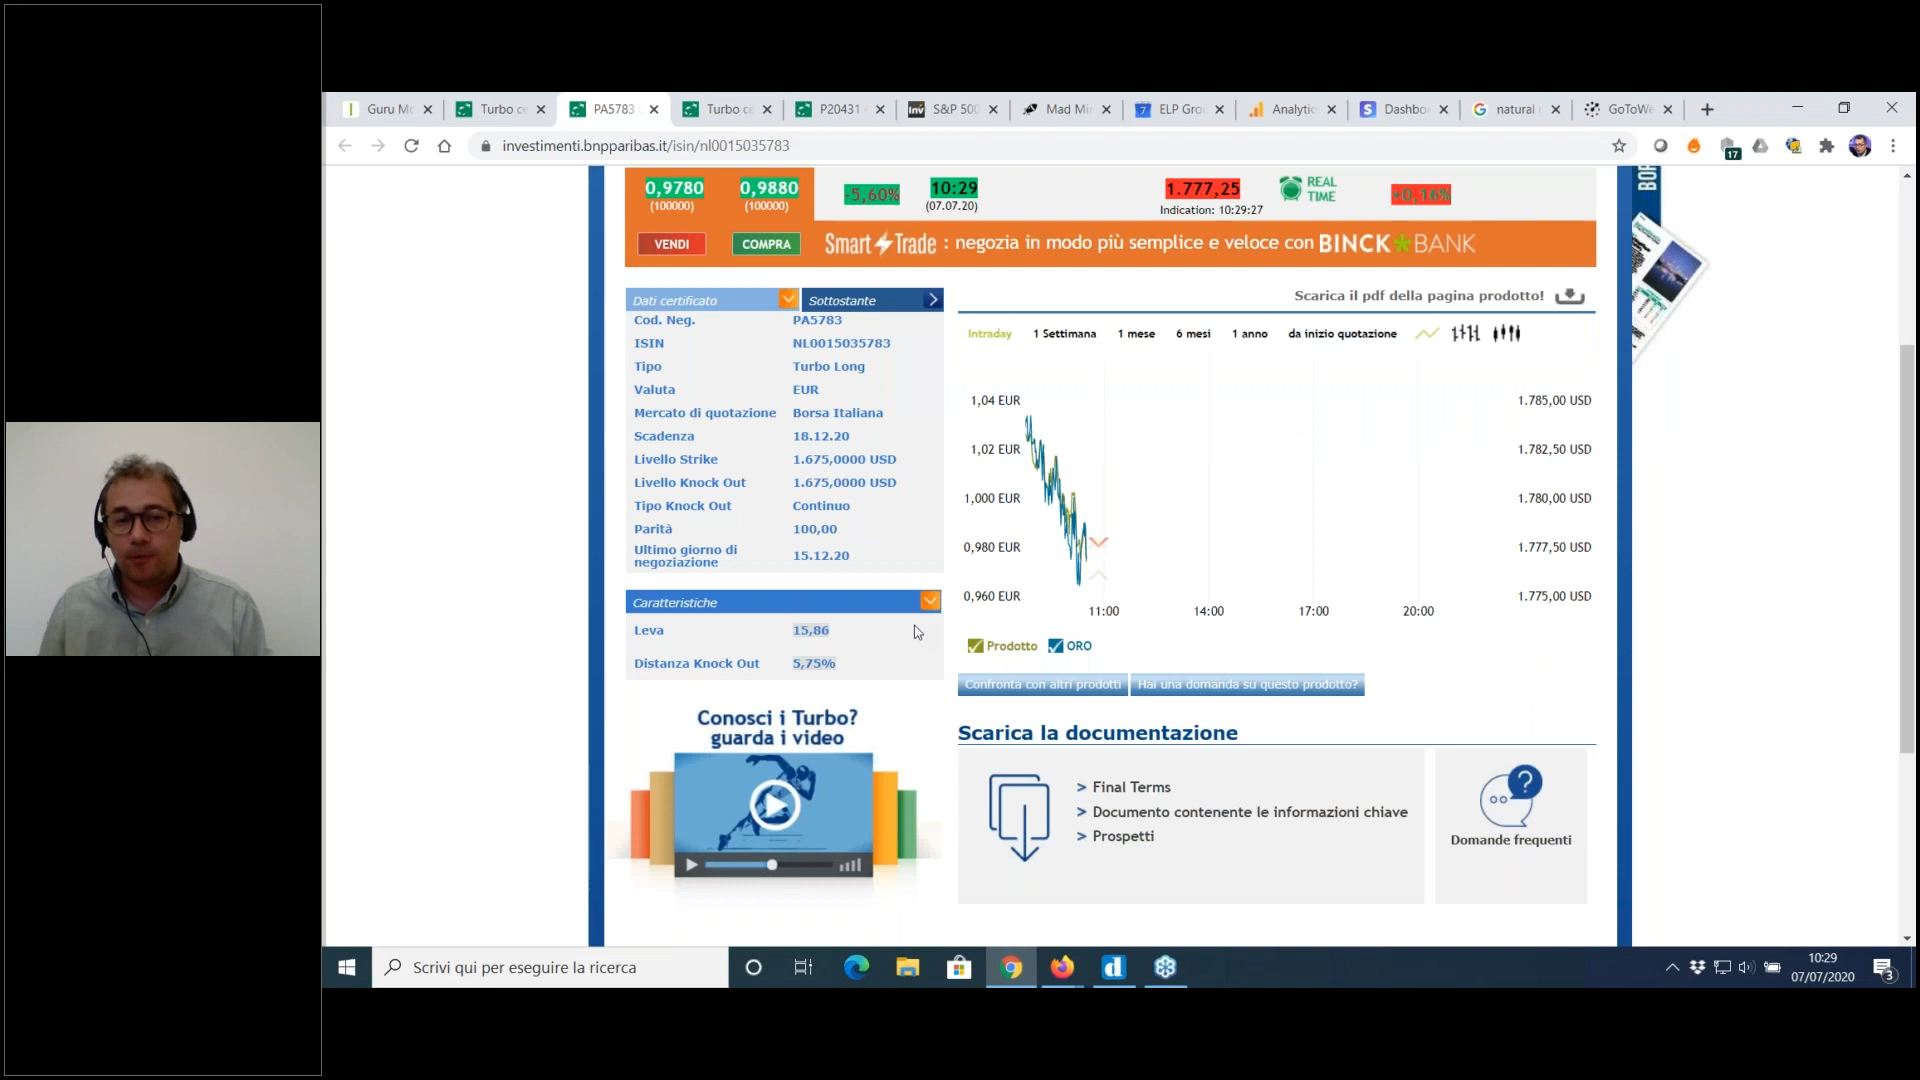 Guru Mo
Turbo ce
PA5783
Turbo ce
P20431
S&P 500
Mad Min
ELP Gro
Analytic
Dashbo
natural g
GoToWe
investimenti.bnpparibas.it/isin/nl0015035783
17
BO
0,9780
(100000)
0,9880
(100000)
-5,60%
10:29
(07.07.20)
1.777,25
Indication: 10:29:27
REAL TIME
+0,16%
VENDI
COMPRA
Smart Trade : negozia in modo più semplice e veloce con BINCK BANK
Dati certificato
Sottostante
Cod. Neg. PA5783
ISIN NL0015035783
Tipo Turbo Long
Valuta EUR
Mercato di quotazione Borsa Italiana
Scadenza 18.12.20
Livello Strike 1.675,0000 USD
Livello Knock Out 1.675,0000 USD
Tipo Knock Out Continuo
Parità 100,00
Ultimo giorno di negoziazione 15.12.20
Caratteristiche
Leva 15,86
Distanza Knock Out 5,75%
Conosci i Turbo?
guarda i video
Scarica il pdf della pagina prodotto!
Intraday 1 Settimana 1 mese 6 mesi 1 anno da inizio quotazione
1,04 EUR
1,02 EUR
1,000 EUR
0,980 EUR
0,960 EUR
1.785,00 USD
1.782,50 USD
1.780,00 USD
1.777,50 USD
1.775,00 USD
11:00 14:00 17:00 20:00
Prodotto ORO
Confronta con altri prodotti
Hai una domanda su questo prodotto?
Scarica la documentazione
> Final Terms
> Documento contenente le informazioni chiave
> Prospetti
?
Domande frequenti
Scrivi qui per eseguire la ricerca
10:29
07/07/2020
3